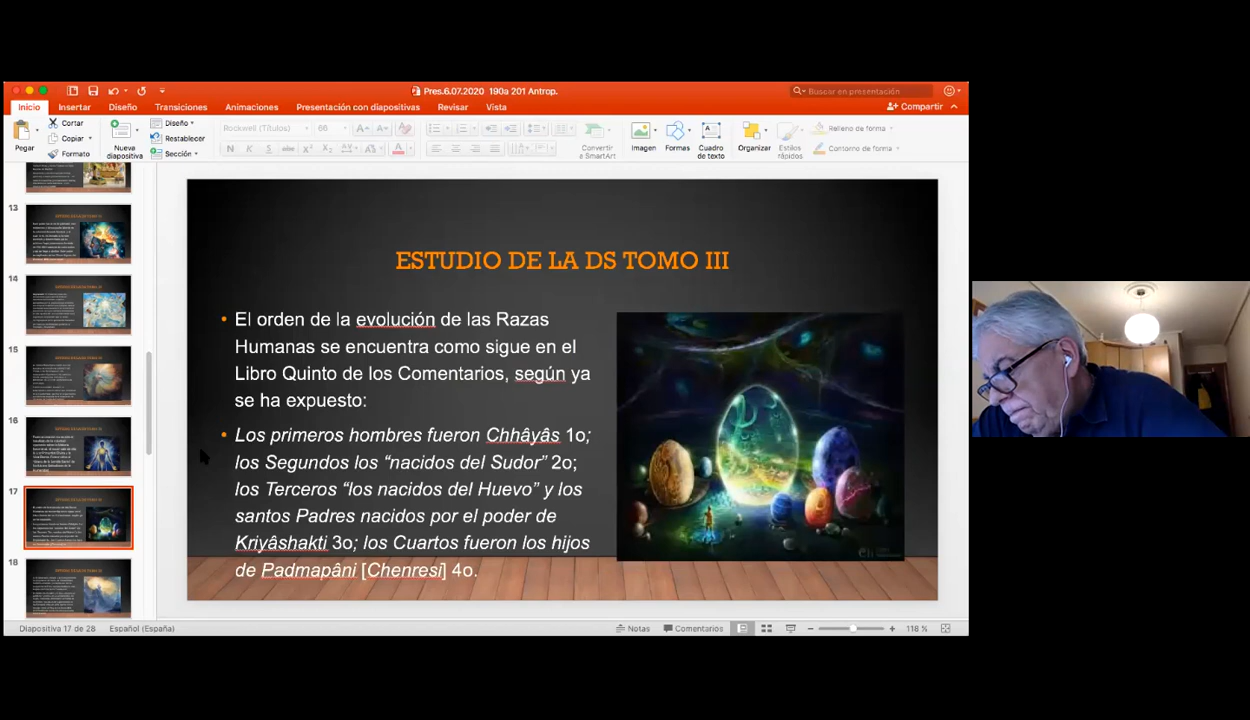 Pres.6.07.2020 190a 201 Antrop.
Buscar en presentación
Inicio Insertar Diseño Transiciones Animaciones Presentación con diapositivas Revisar Vista Compartir
Pegar
Cortar
Copiar
Formato
Nueva diapositiva
Diseño
Restablecer
Sección
Rockwell (Títulos) 66
N K S abc
Convertir a SmartArt
Imagen
Formas
Cuadro de texto
Organizar
Estilos rápidos
Relleno de forma
Contorno de forma
13
14
15
16
17
18
ESTUDIO DE LA DS TOMO III
• El orden de la evolución de las Razas
Humanas se encuentra como sigue en el
Libro Quinto de los Comentarios, según ya
se ha expuesto:
• Los primeros hombres fueron Chhâyâs 1o;
los Segundos los “nacidos del Sudor” 2o;
los Terceros “los nacidos del Huevo” y los
santos Padres nacidos por el poder de
Kriyâshakti 3o; los Cuartos fueron los hijos
de Padmapâni [Chenresi] 4o.
Diapositiva 17 de 28 Español (España) Notas Comentarios 118 %